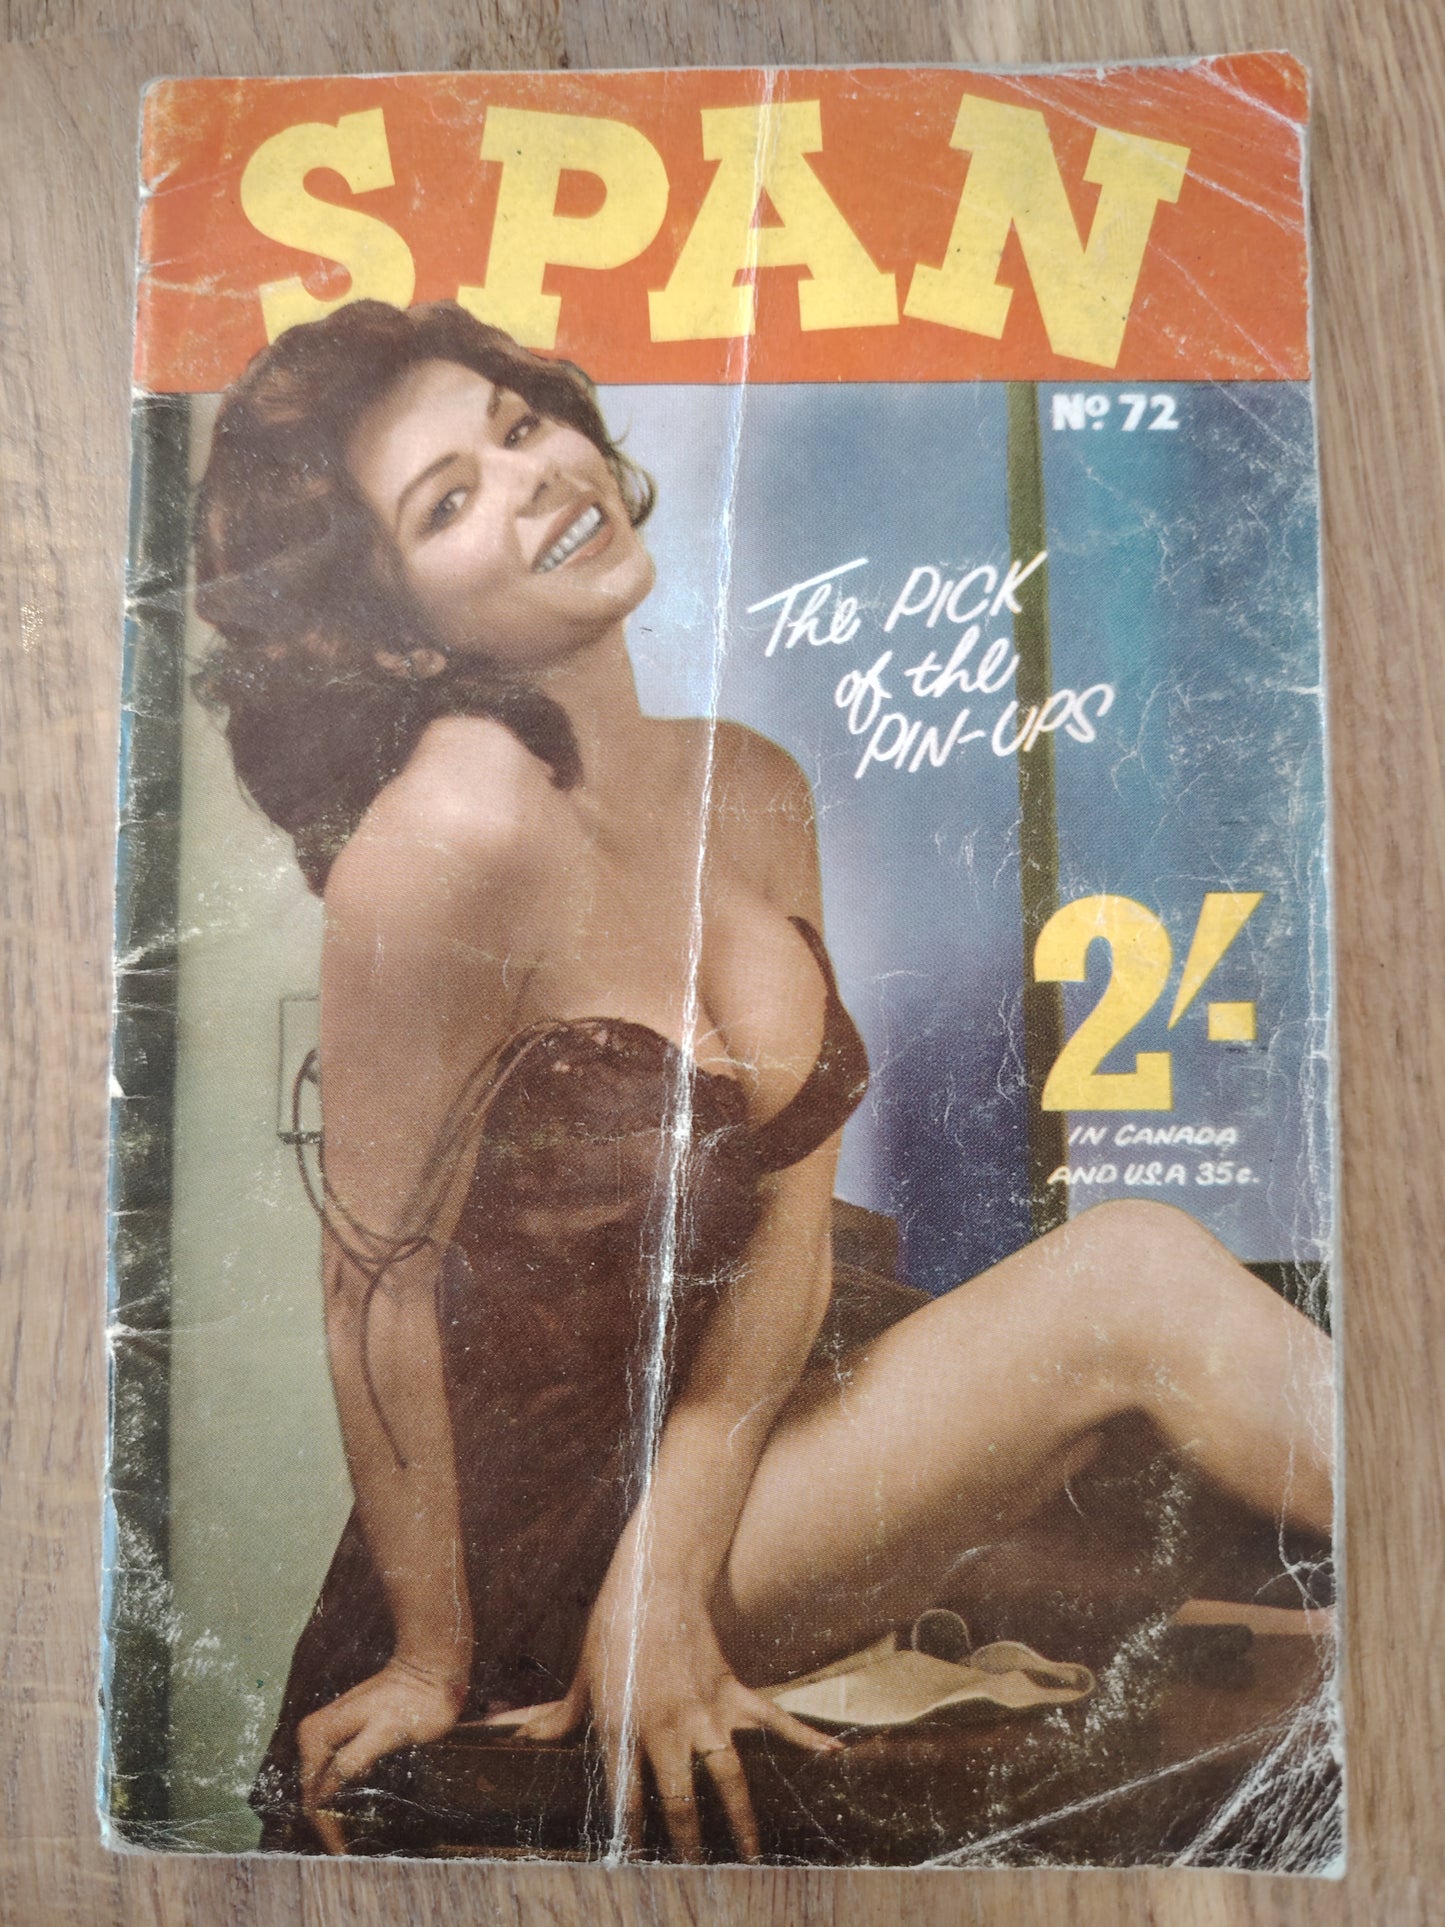 SPAN
Nº 72
The PICK
of the
PIN-UPS
2/-
IN CANADA
AND U.S.A 35c.